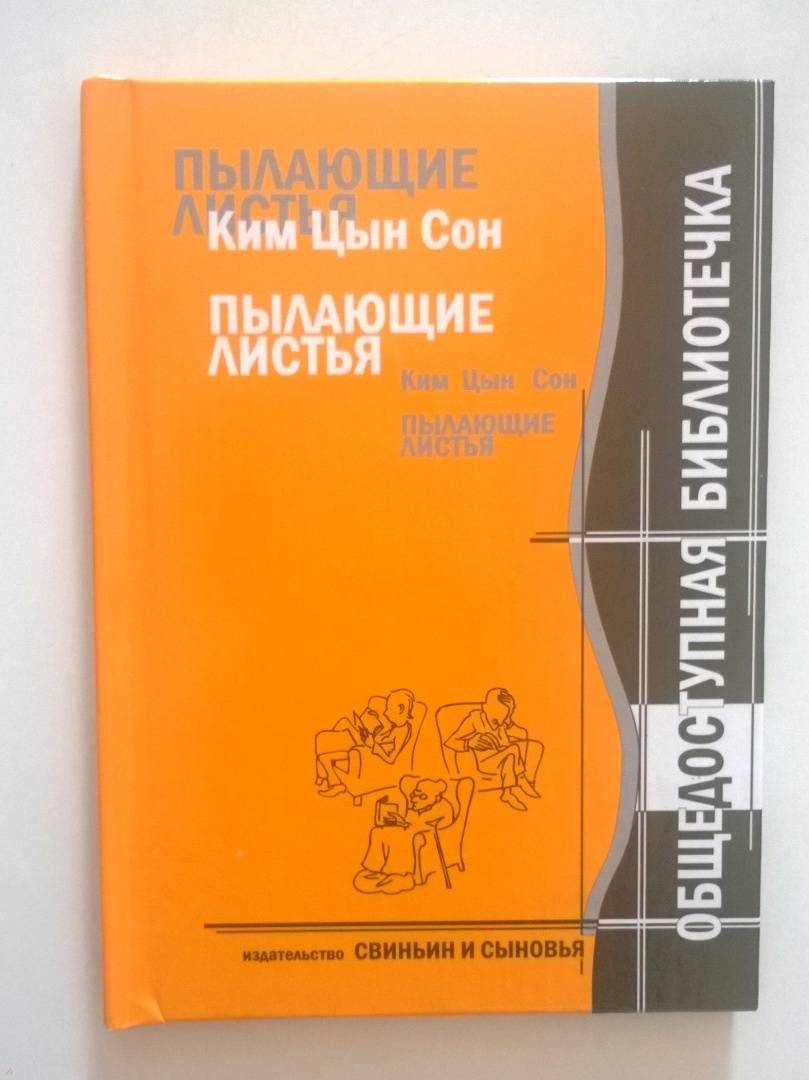 ПЫЛАЮЩИЕ
ЛИСТЬЯ
Ким Цын Сон
ПЫЛАЮЩИЕ
ЛИСТЬЯ
Ким Цын Сон
ПЫЛАЮЩИЕ
ЛИСТЬЯ
ОБЩЕДОСТУПНАЯ БИБЛИОТЕЧКА
издательство СВИНЬИН И СЫНОВЬЯ